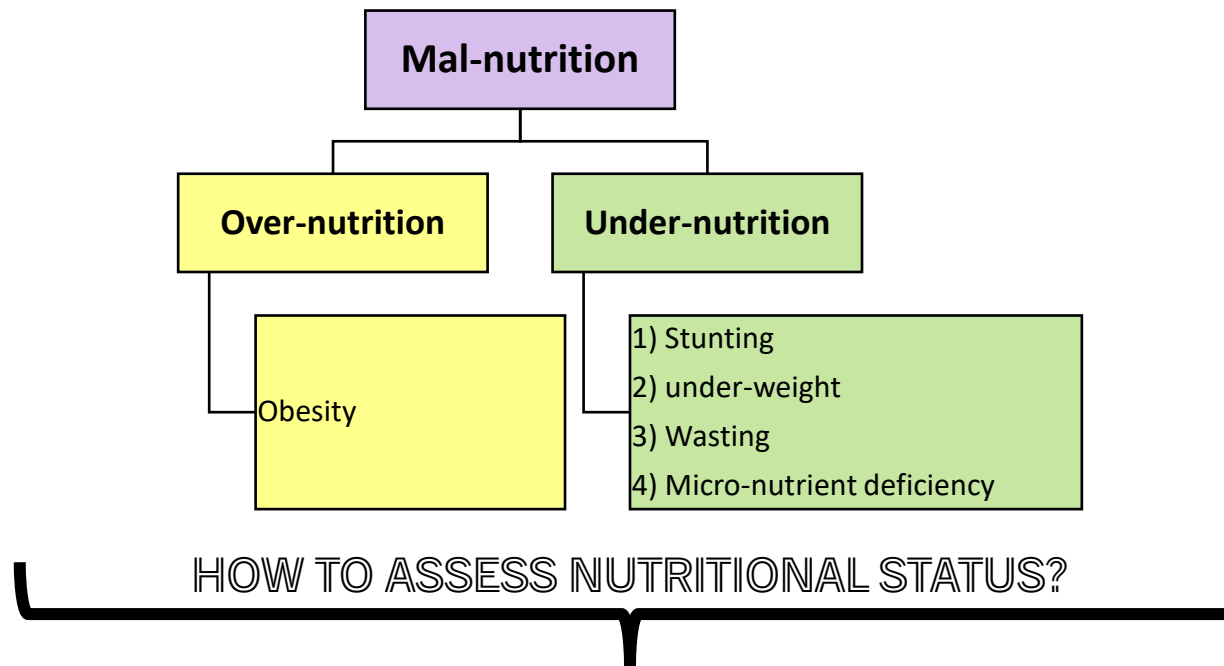 Mal-nutrition
Over-nutrition
Under-nutrition
Obesity
1) Stunting
2) under-weight
3) Wasting
4) Micro-nutrient deficiency
HOW TO ASSESS NUTRITIONAL STATUS?